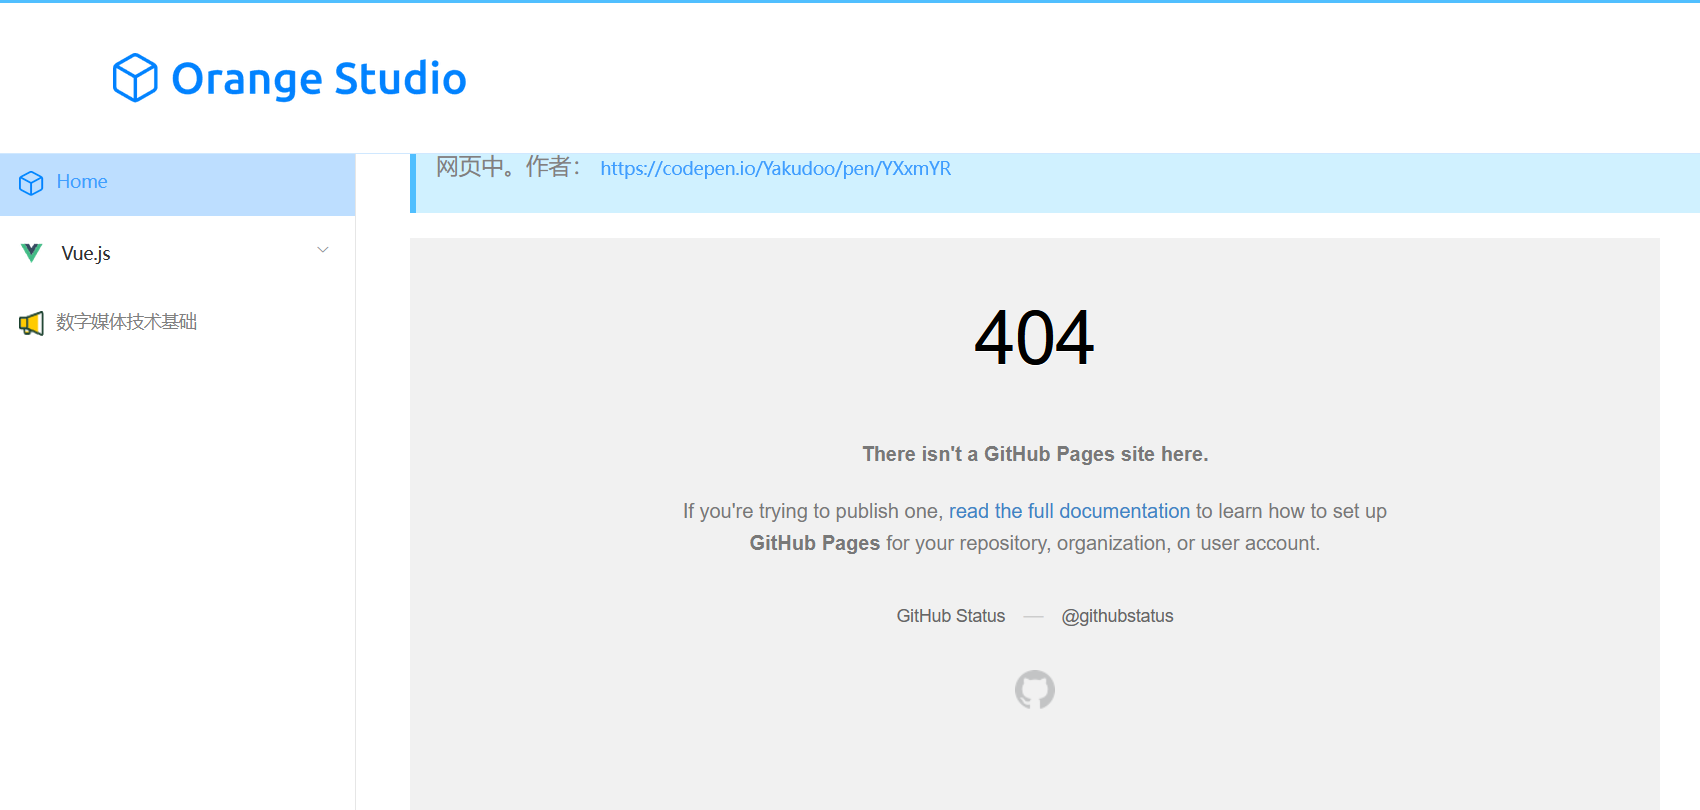 Orange Studio
网页中。作者： https://codepen.io/Yakudoo/pen/YXxmYR
Home
Vue.js
数字媒体技术基础
404
There isn't a GitHub Pages site here.
If you're trying to publish one, read the full documentation to learn how to set up
GitHub Pages for your repository, organization, or user account.
GitHub Status — @githubstatus